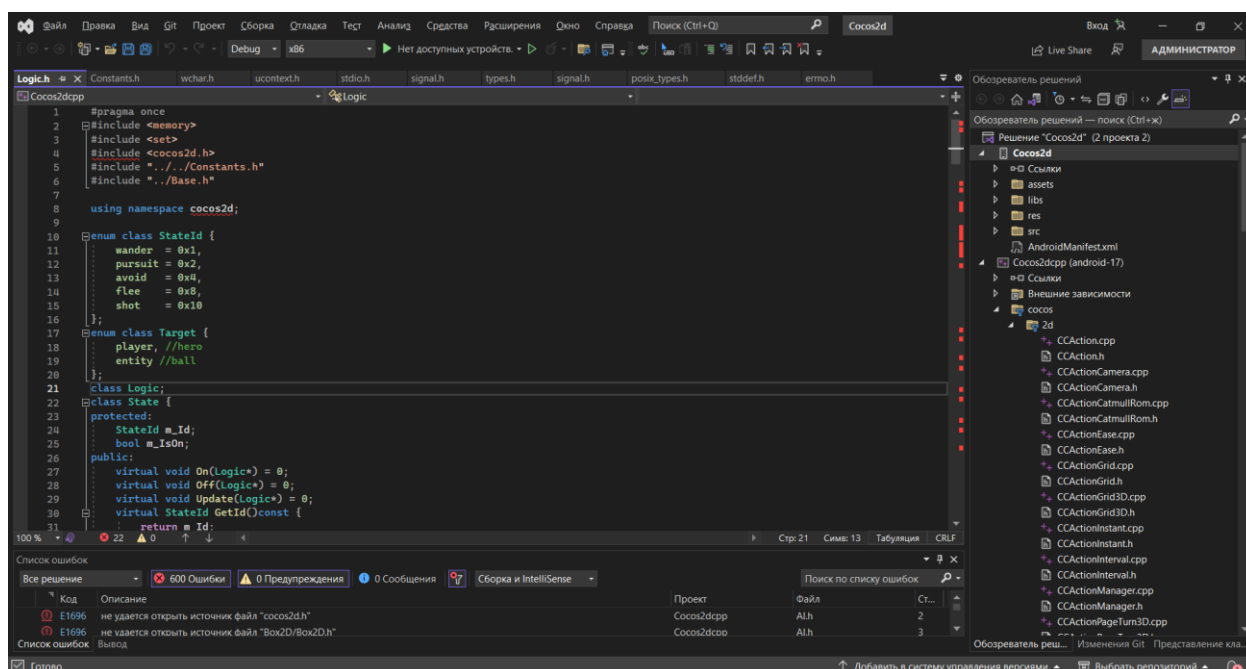 Файл Правка Вид Git Проект Сборка Отладка Тест Анализ Средства Расширения Окно Справка Поиск (Ctrl+Q) Cocos2d Вход
Debug x86 Нет доступных устройств. Live Share АДМИНИСТРАТОР
Logic.h Constants.h wchar.h ucontext.h stdio.h signal.h types.h signal.h posix_types.h stddef.h errno.h
Cocos2dcpp Logic
1 #pragma once
2 #include <memory>
3 #include <set>
4 #include <cocos2d.h>
5 #include "../../Constants.h"
6 #include "../Base.h"
7
8 using namespace cocos2d;
9
10 enum class StateId {
11 wander = 0x1,
12 pursuit = 0x2,
13 avoid = 0x4,
14 flee = 0x8,
15 shot = 0x10
16 };
17 enum class Target {
18 player, //hero
19 entity //ball
20 };
21 class Logic;
22 class State {
23 protected:
24 StateId m_Id;
25 bool m_IsOn;
26 public:
27 virtual void On(Logic*) = 0;
28 virtual void Off(Logic*) = 0;
29 virtual void Update(Logic*) = 0;
30 virtual StateId GetId()const {
31 return m_Id;
100 % 22 0 Стр: 21 Симв: 13 Табуляция CRLF
Список ошибок
Все решение 600 Ошибки 0 Предупреждения 0 Сообщения Сборка и IntelliSense Поиск по списку ошибок
Код Описание Проект Файл Ст...
E1696 не удается открыть источник файл "cocos2d.h" Cocos2dcpp AI.h 2
E1696 не удается открыть источник файл "Box2D/Box2D.h" Cocos2dcpp AI.h 3
Список ошибок Вывод
Обозреватель решений
Обозреватель решений — поиск (Ctrl+ж)
Решение "Cocos2d" (2 проекта 2)
Cocos2d
Ссылки
assets
libs
res
src
AndroidManifest.xml
Cocos2dcpp (android-17)
Ссылки
Внешние зависимости
cocos
2d
CCAction.cpp
CCAction.h
CCActionCamera.cpp
CCActionCamera.h
CCActionCatmullRom.cpp
CCActionCatmullRom.h
CCActionEase.cpp
CCActionEase.h
CCActionGrid.cpp
CCActionGrid.h
CCActionGrid3D.cpp
CCActionGrid3D.h
CCActionInstant.cpp
CCActionInstant.h
CCActionInterval.cpp
CCActionInterval.h
CCActionManager.cpp
CCActionManager.h
CCActionPageTurn3D.cpp
Обозреватель реш... Изменения Git Представление кла...
Готово Добавить в систему управления версиями Выбрать репозиторий